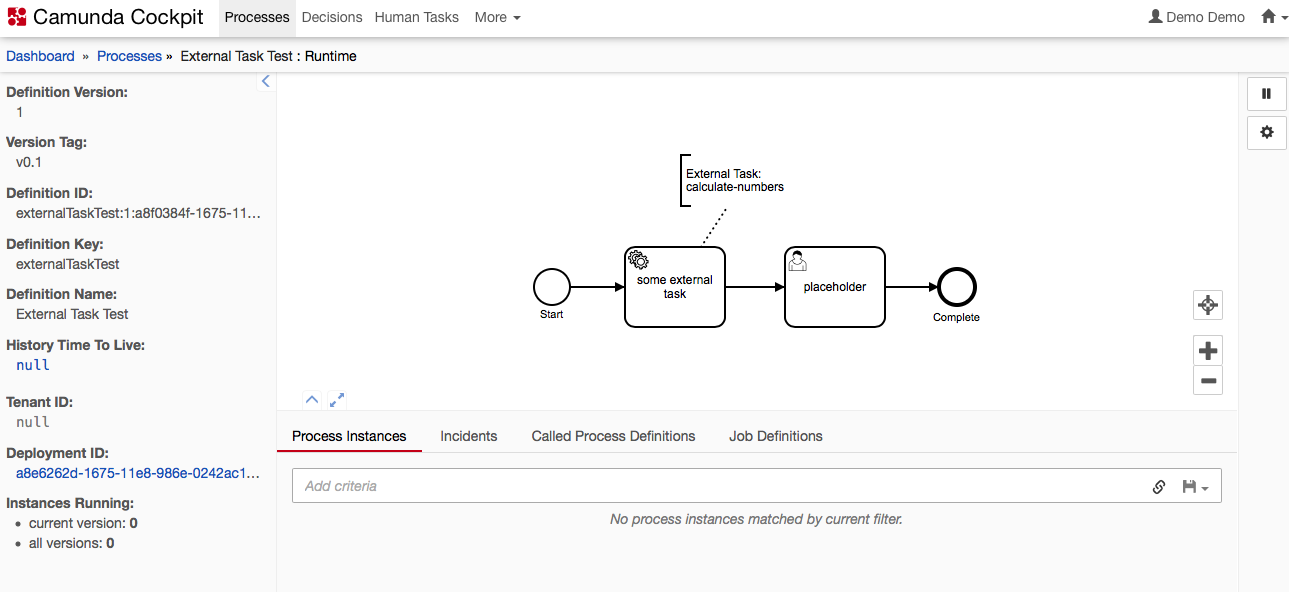 Camunda Cockpit
Processes
Decisions
Human Tasks
More
Demo Demo
Dashboard » Processes » External Task Test : Runtime
Definition Version:
1
Version Tag:
v0.1
Definition ID:
externalTaskTest:1:a8f0384f-1675-11...
Definition Key:
externalTaskTest
Definition Name:
External Task Test
History Time To Live:
null
Tenant ID:
null
Deployment ID:
a8e6262d-1675-11e8-986e-0242ac1...
Instances Running:
current version: 0
all versions: 0
External Task:
calculate-numbers
some external
task
placeholder
Start
Complete
Process Instances
Incidents
Called Process Definitions
Job Definitions
Add criteria
No process instances matched by current filter.